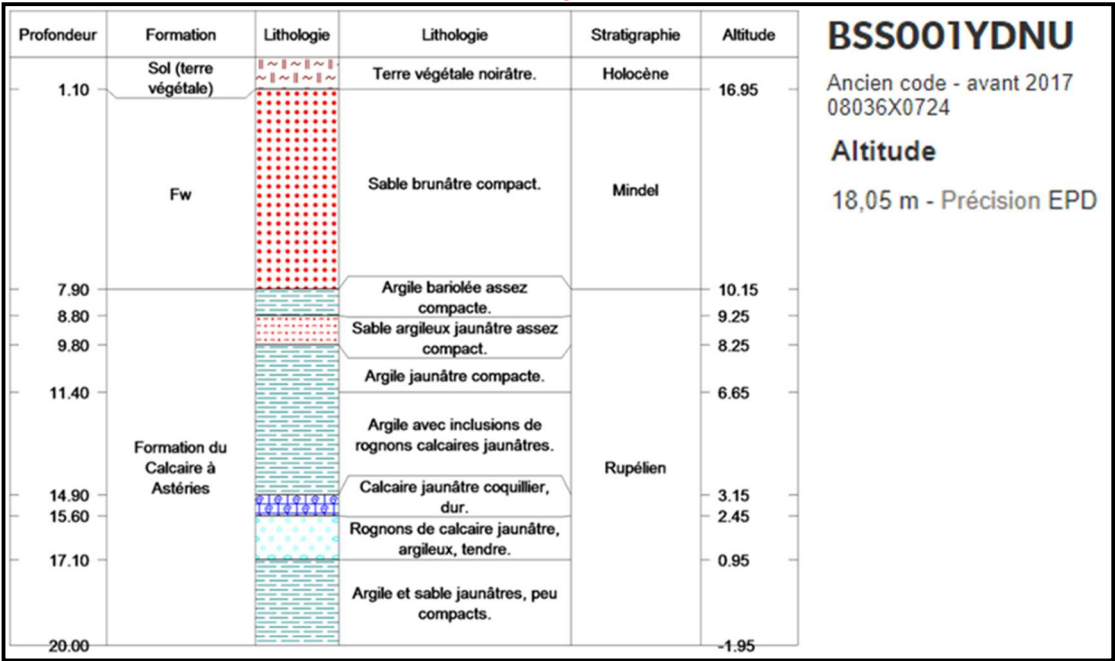 Profondeur Formation Lithologie Lithologie Stratigraphie Altitude
Sol (terre
végétale)
Terre végétale noirâtre.
Holocène
1.10
16.95
Fw
Sable brunâtre compact.
Mindel
7.90
10.15
Argile bariolée assez
compacte.
8.80
9.25
Sable argileux jaunâtre assez
compact.
9.80
8.25
Argile jaunâtre compacte.
11.40
6.65
Argile avec inclusions de
rognons calcaires jaunâtres.
Formation du
Calcaire à
Astéries
Rupélien
Calcaire jaunâtre coquillier,
dur.
14.90
3.15
15.60
2.45
Rognons de calcaire jaunâtre,
argileux, tendre.
17.10
0.95
Argile et sable jaunâtres, peu
compacts.
20.00
-1.95
BSS001YDNU
Ancien code - avant 2017
08036X0724
Altitude
18,05 m - Précision EPD